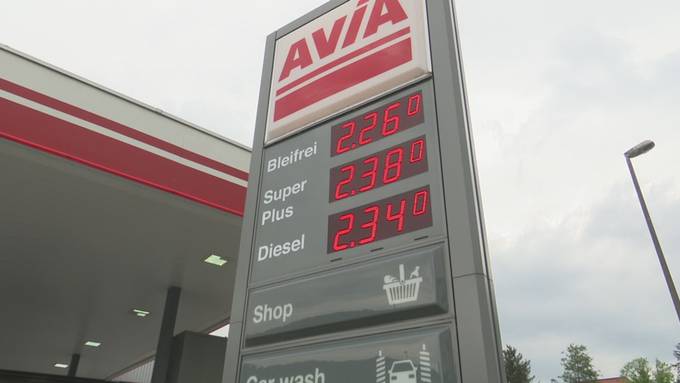 AVIA
Bleifrei 2.260
Super Plus 2.380
Diesel 2.340
Shop
Car wash